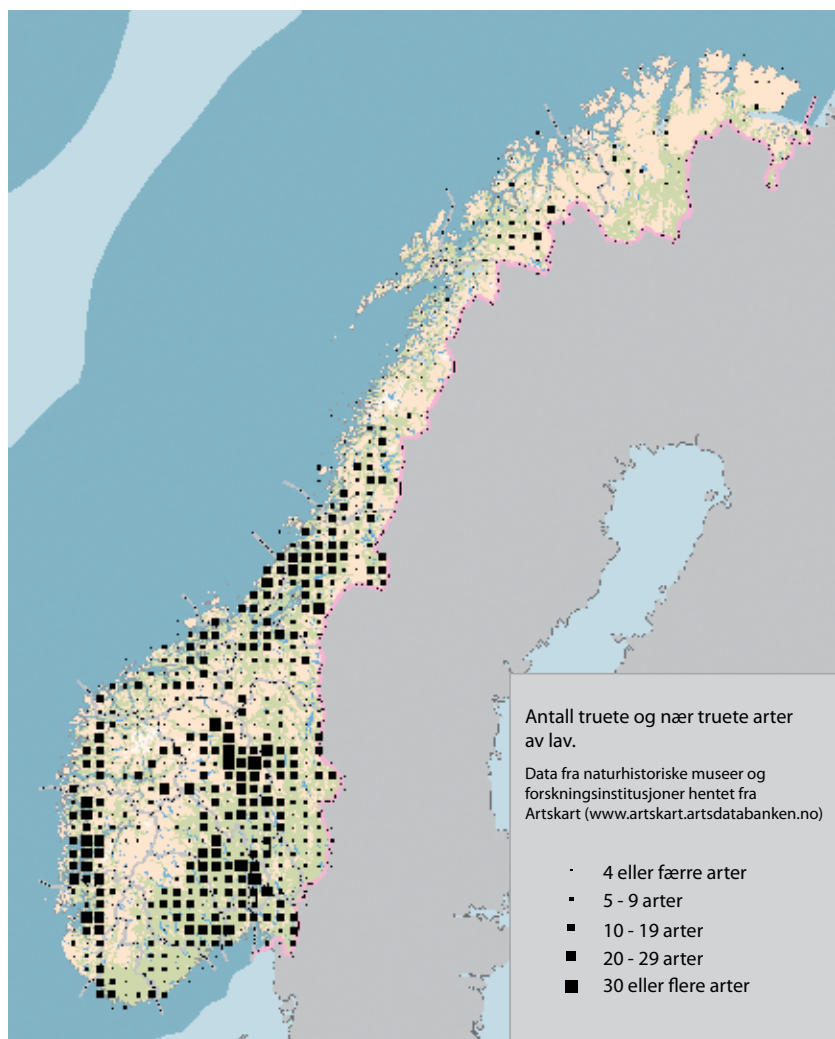 Antall truete og nær truete arter
av lav.
Data fra naturhistoriske museer og
forskningsinstitusjoner hentet fra
Artskart (www.artskart.artsdatabanken.no)
4 eller færre arter
5 - 9 arter
10 - 19 arter
20 - 29 arter
30 eller flere arter